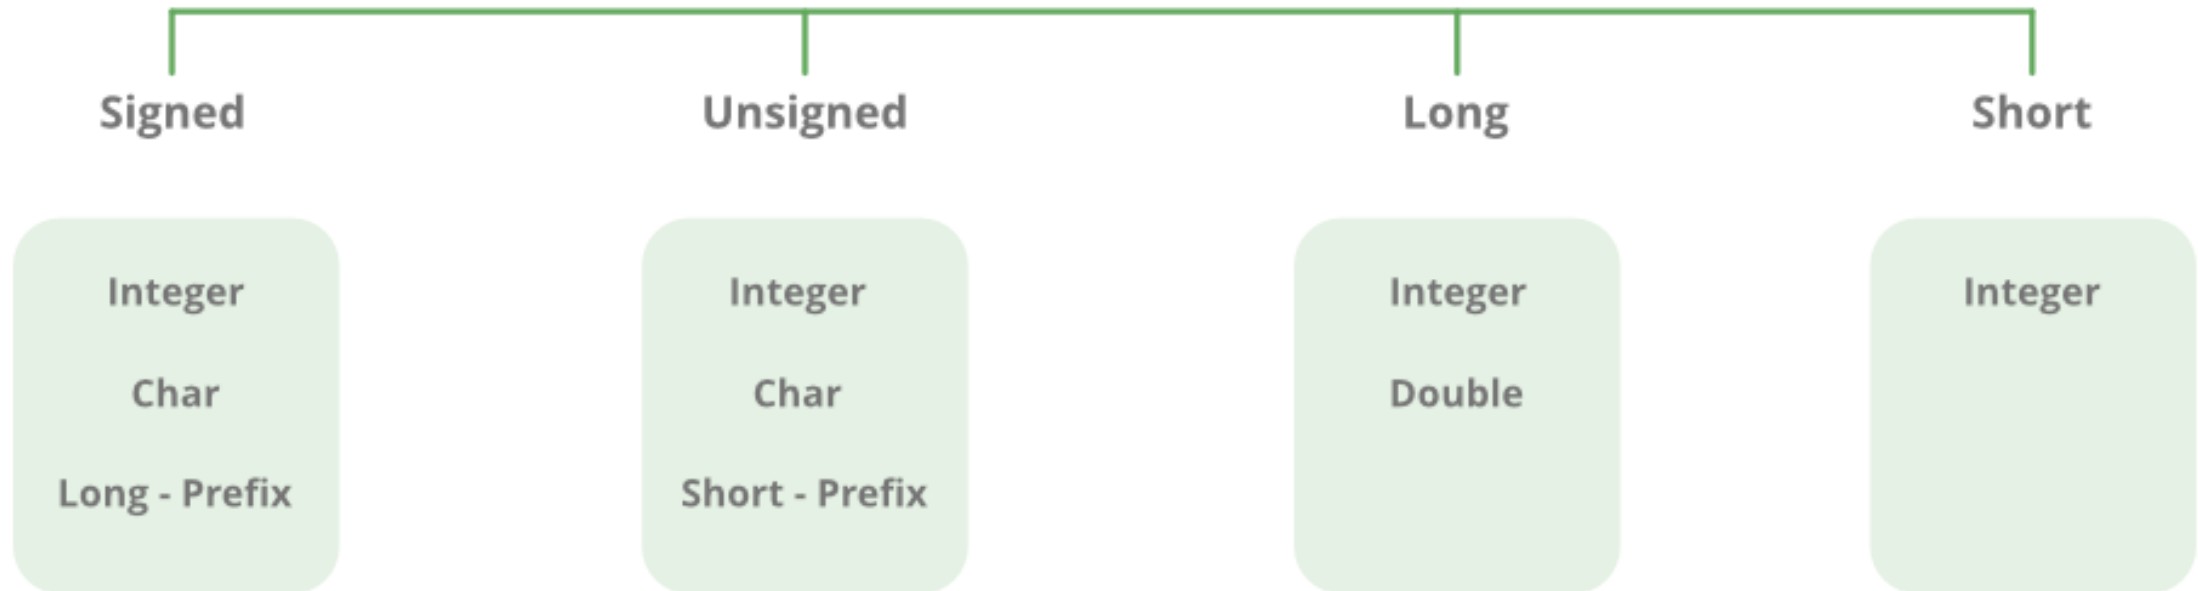 Signed
Unsigned
Long
Short
Integer
Char
Long - Prefix
Integer
Char
Short - Prefix
Integer
Double
Integer